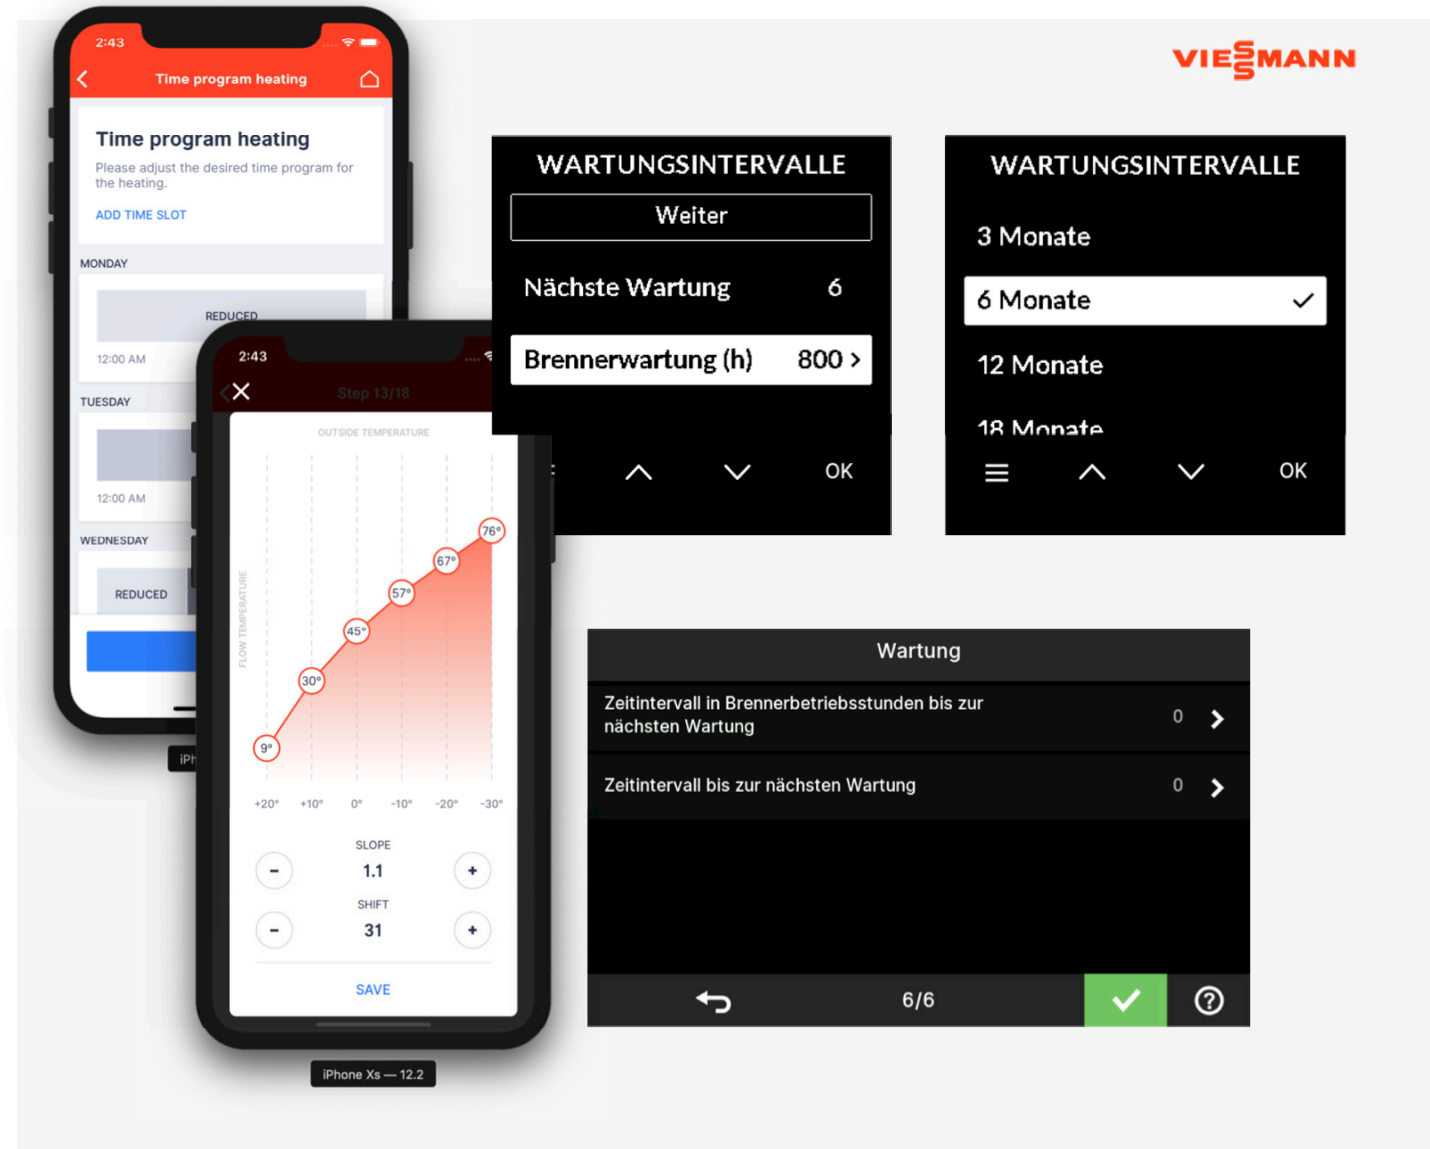 2:43
Time program heating
Time program heating
Please adjust the desired time program for
the heating.
ADD TIME SLOT
MONDAY
REDUCED
12:00 AM
TUESDAY
12:00 AM
WEDNESDAY
REDUCED
2:43
Step 13/18
OUTSIDE TEMPERATURE
FLOW TEMPERATURE
76°
67°
57°
45°
30°
9°
+20° +10° 0° -10° -20° -30°
SLOPE
- 1.1 +
SHIFT
- 31 +
SAVE
iPhone Xs — 12.2
VIESSMANN
WARTUNGSINTERVALLE
Weiter
Nächste Wartung 6
Brennerwartung (h) 800 >
OK
WARTUNGSINTERVALLE
3 Monate
6 Monate
12 Monate
18 Monate
OK
Wartung
Zeitintervall in Brennerbetriebsstunden bis zur
nächsten Wartung 0
Zeitintervall bis zur nächsten Wartung 0
6/6